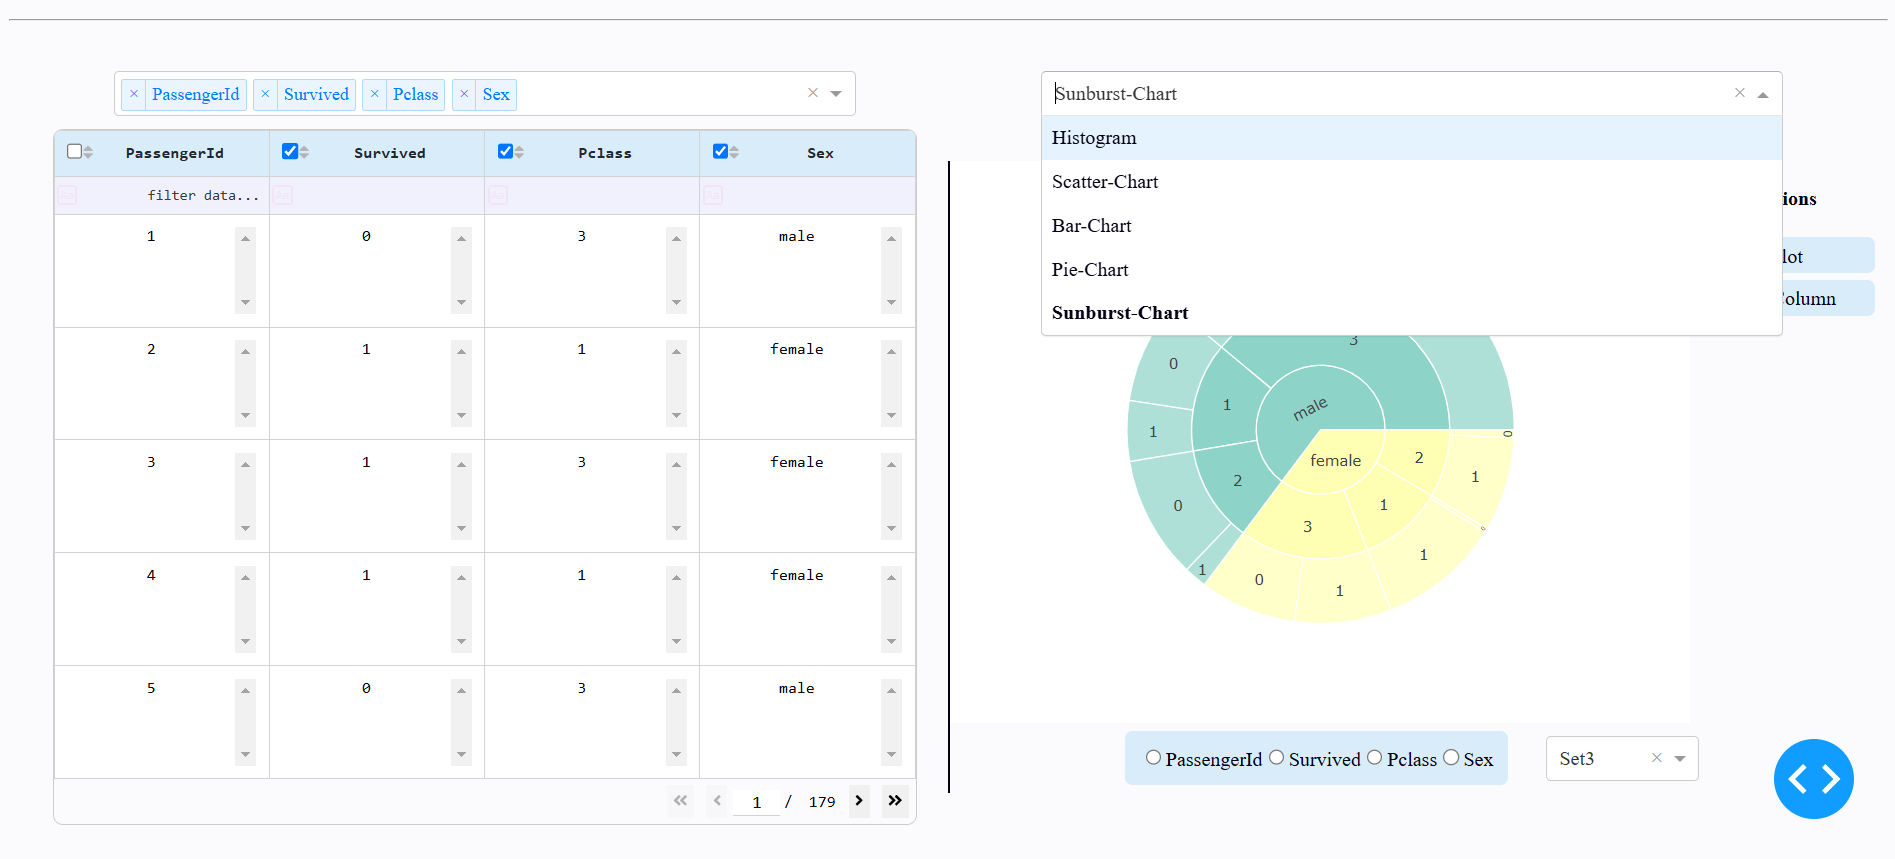 × PassengerId × Survived × Pclass × Sex ×
PassengerId Survived Pclass Sex
filter data...
1 0 3 male
2 1 1 female
3 1 3 female
4 1 1 female
5 0 3 male
1 / 179
Sunburst-Chart ×
Histogram
Scatter-Chart
Bar-Chart
Pie-Chart
Sunburst-Chart
ions
lot
olumn
3
0
1
male
1
0
female
2
1
2
1
0
3
1
1
0
1
PassengerId Survived Pclass Sex
Set3 ×